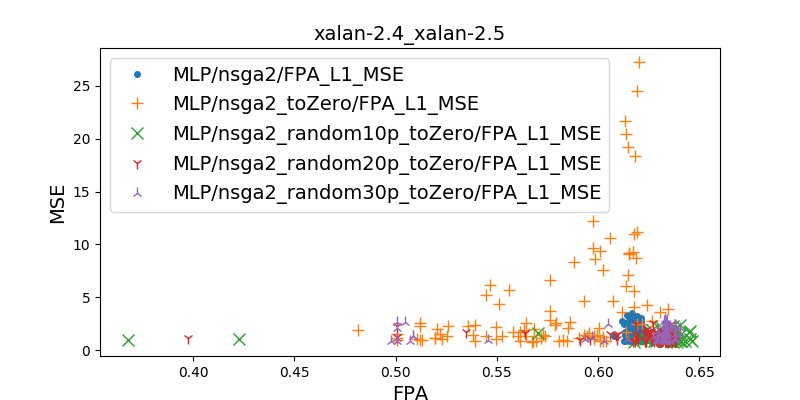 xalan-2.4_xalan-2.5
MLP/nsga2/FPA_L1_MSE
MLP/nsga2_toZero/FPA_L1_MSE
MLP/nsga2_random10p_toZero/FPA_L1_MSE
MLP/nsga2_random20p_toZero/FPA_L1_MSE
MLP/nsga2_random30p_toZero/FPA_L1_MSE
MSE
25
20
15
10
5
0
0.40 0.45 0.50 0.55 0.60 0.65
FPA